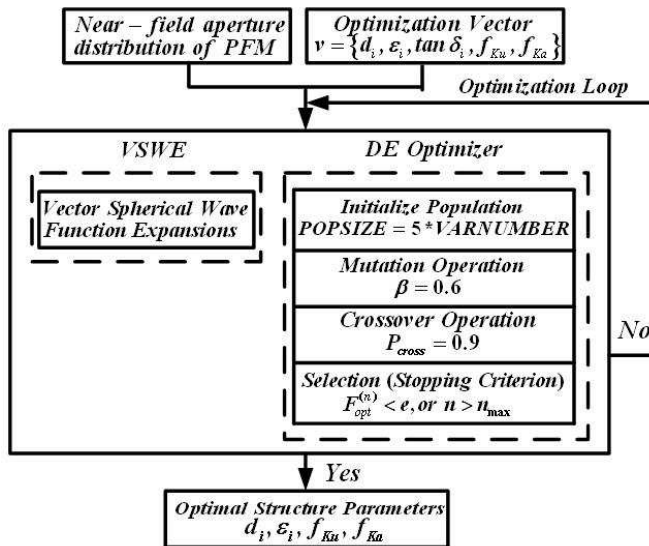 Near – field aperture
distribution of PFM
Optimization Vector
v = {d_i, ε_i, tan δ_i, f_Ku, f_Ka}
Optimization Loop
VSWE
DE Optimizer
Vector Spherical Wave
Function Expansions
Initialize Population
POPSIZE = 5*VARNUMBER
Mutation Operation
β = 0.6
Crossover Operation
P_cross = 0.9
Selection (Stopping Criterion)
F_opt^(n) < e, or n > n_max
No
Yes
Optimal Structure Parameters
d_i, ε_i, f_Ku, f_Ka